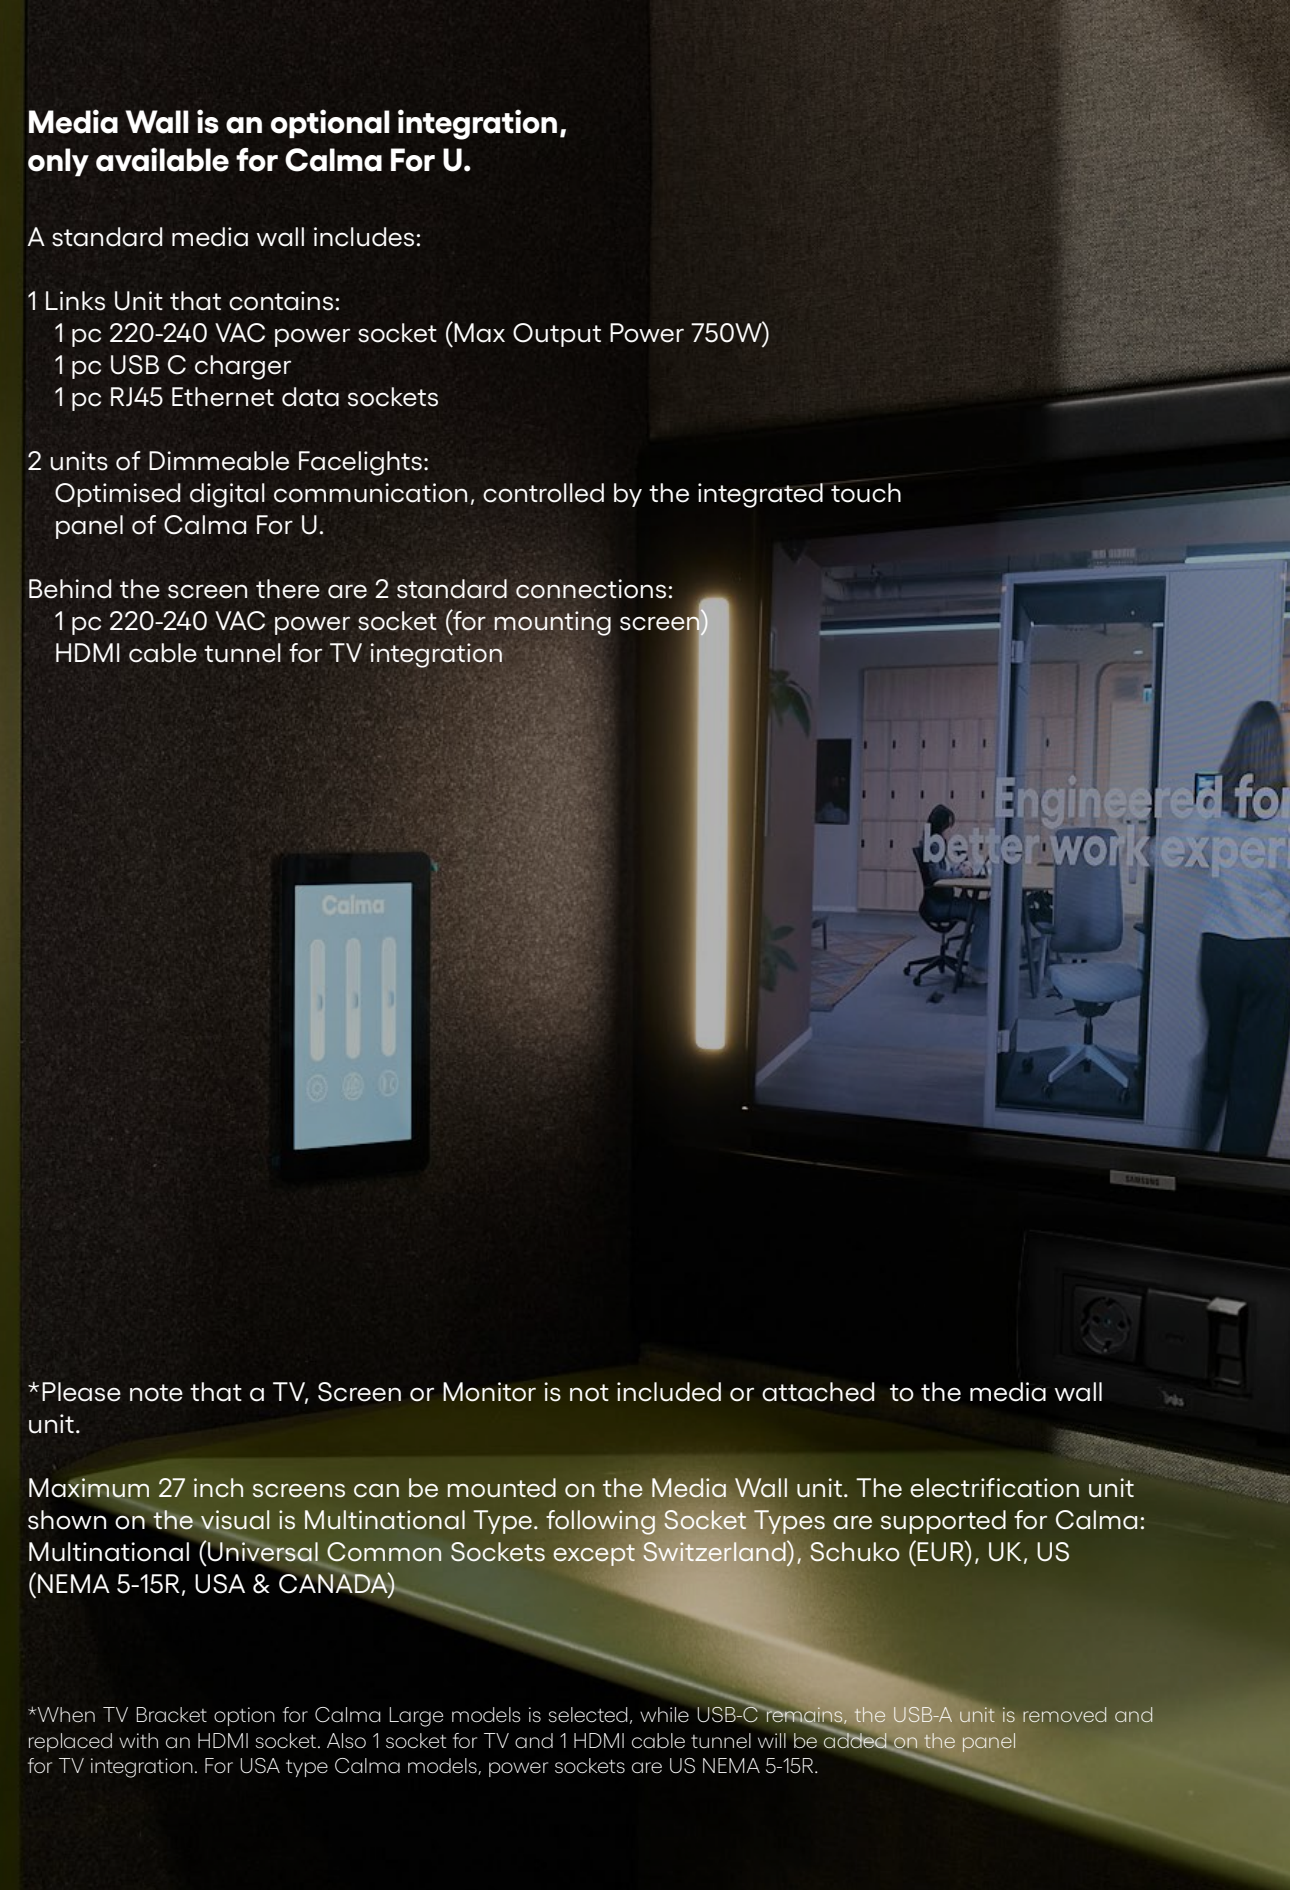 Media Wall is an optional integration,
only available for Calma For U.
A standard media wall includes:
1 Links Unit that contains:
1 pc 220-240 VAC power socket (Max Output Power 750W)
1 pc USB C charger
1 pc RJ45 Ethernet data sockets
2 units of Dimmeable Facelights:
Optimised digital communication, controlled by the integrated touch
panel of Calma For U.
Behind the screen there are 2 standard connections:
1 pc 220-240 VAC power socket (for mounting screen)
HDMI cable tunnel for TV integration
Engineered for
better work exper
Calma
SAMSUNG
*Please note that a TV, Screen or Monitor is not included or attached  to the media wall
unit.
Maximum 27 inch screens can be mounted on the Media Wall unit. The electrification unit
shown on the visual is Multinational Type. following Socket Types are supported for Calma:
Multinational (Universal Common Sockets except Switzerland), Schuko (EUR), UK, US
(NEMA 5-15R, USA & CANADA)
*When TV Bracket option for Calma Large models is selected, while USB-C remains, the USB-A unit is removed and
replaced with an HDMI socket. Also 1 socket for TV and 1 HDMI cable tunnel will be added on the panel
for TV integration. For USA type Calma models, power sockets are US NEMA 5-15R.